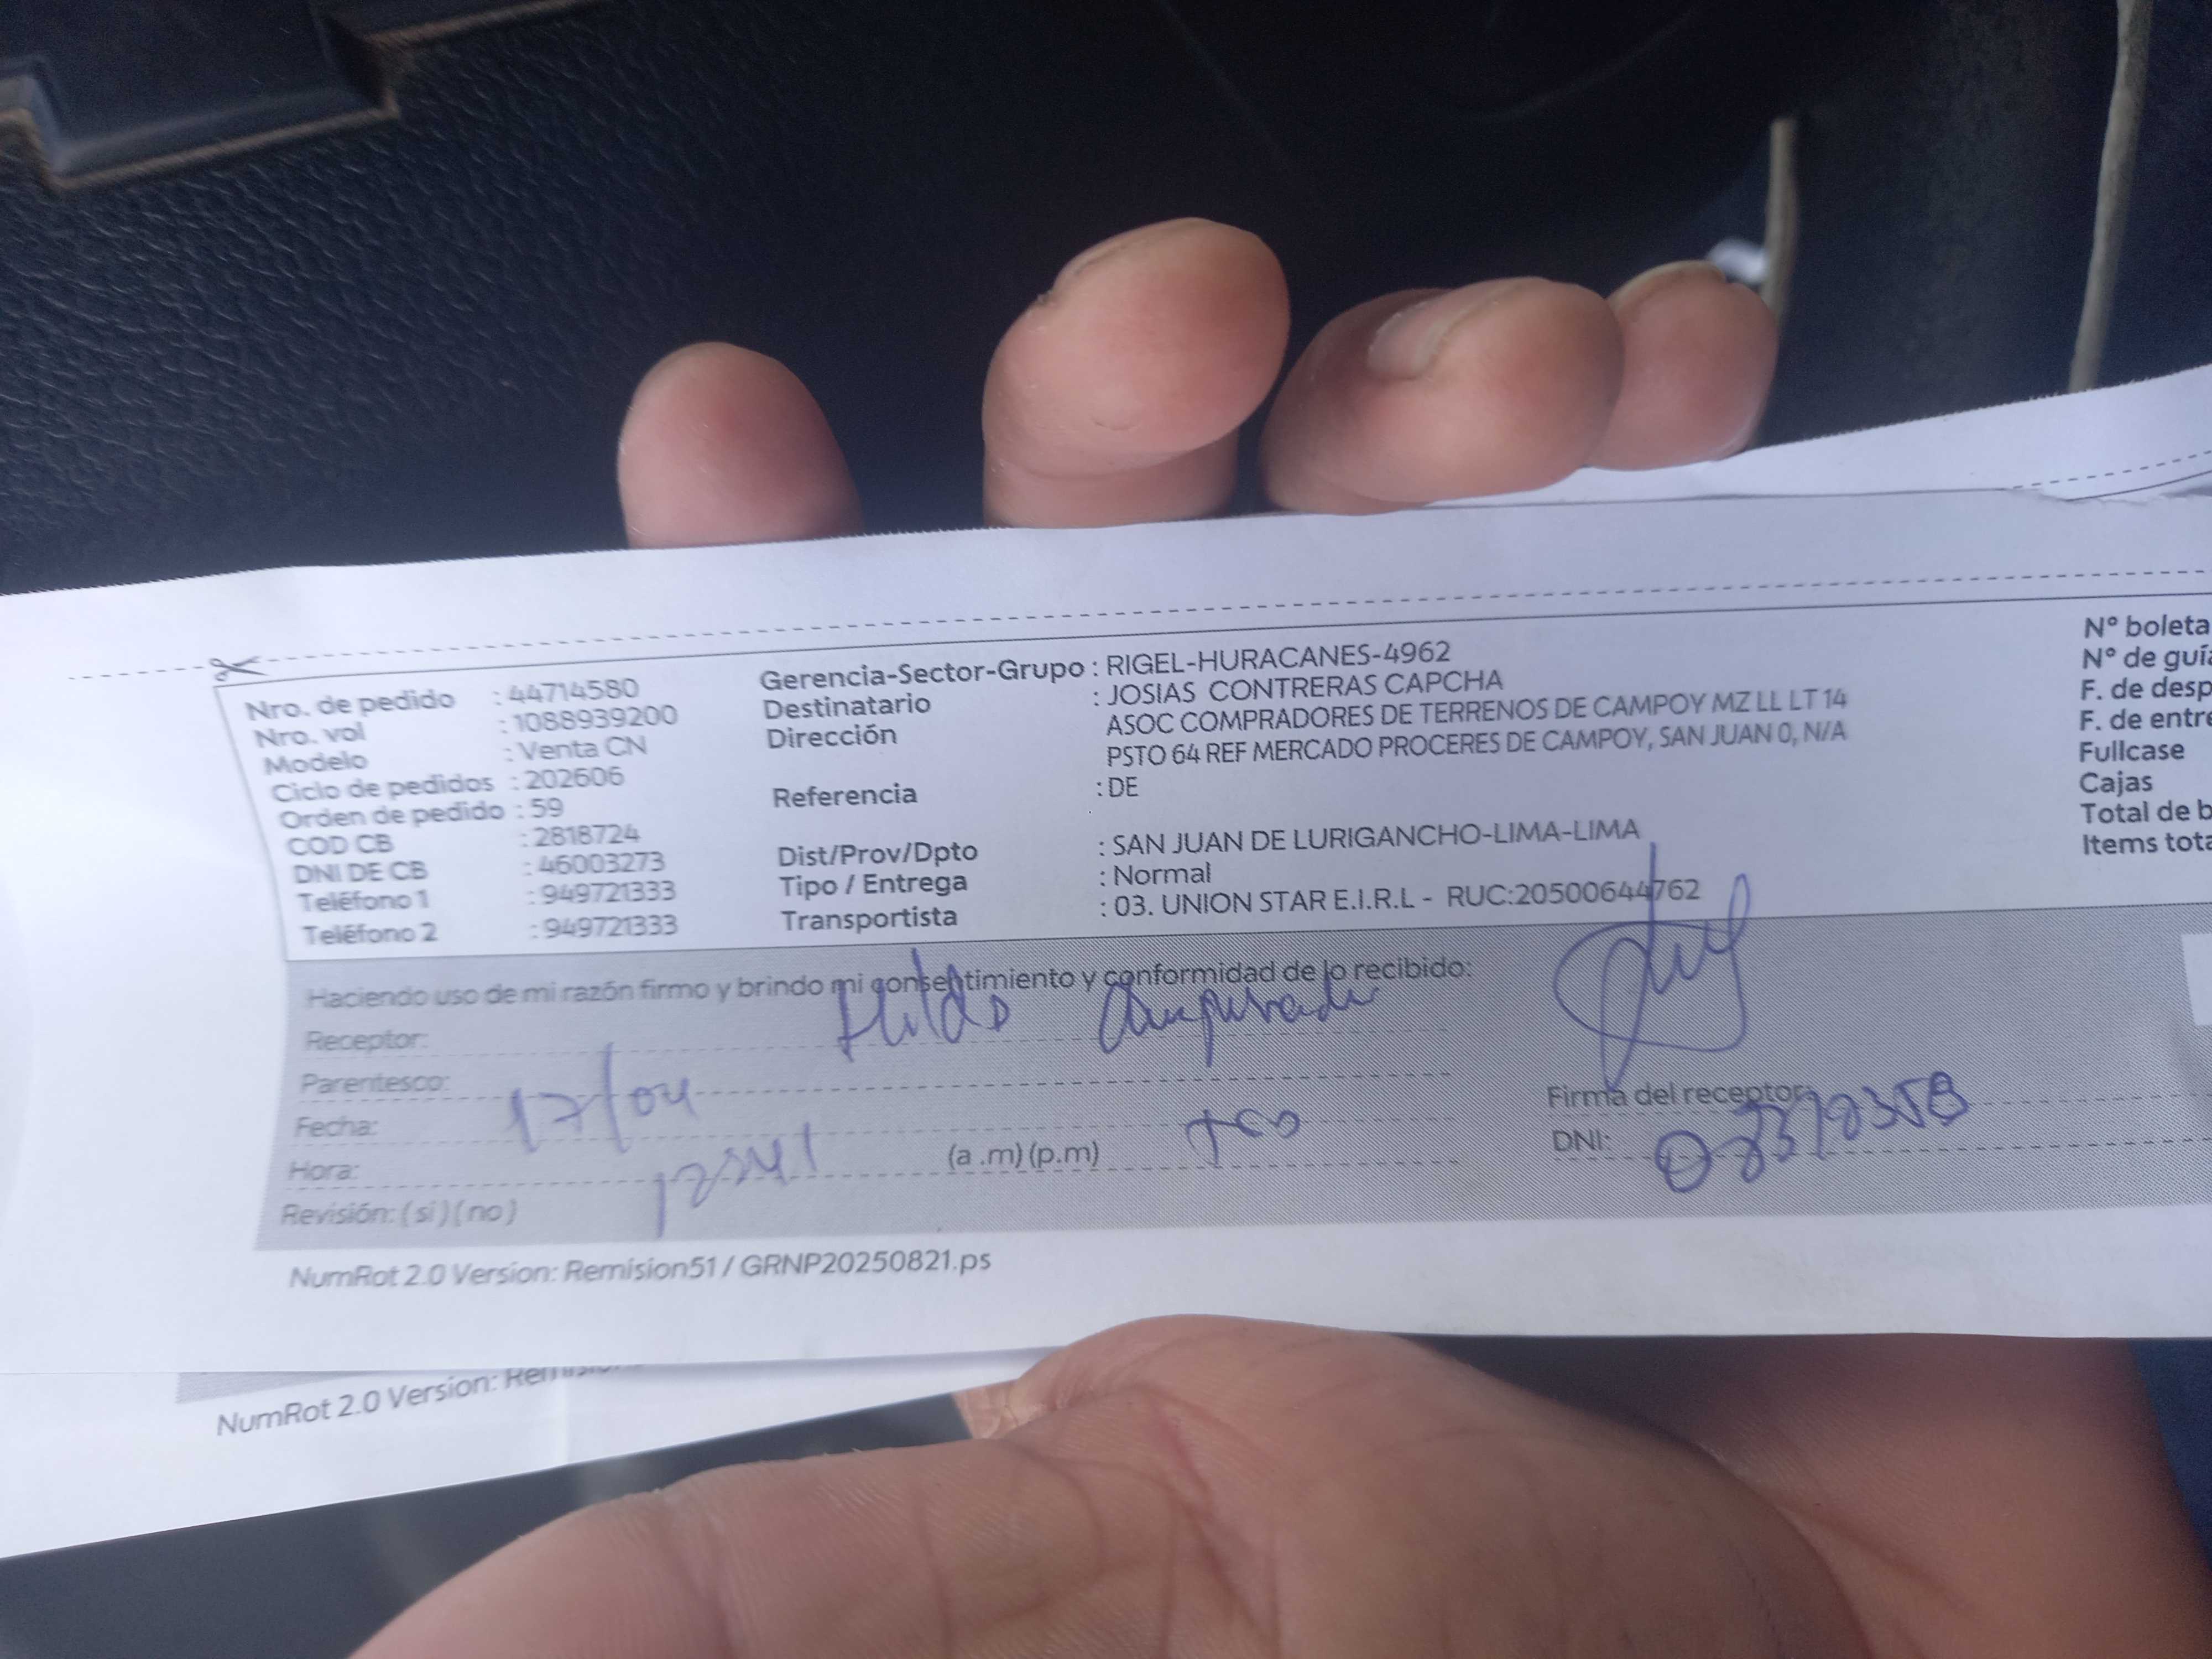 Nro. de pedido : 44714580
Nro. vol : 1088939200
Modelo : Venta CN
Ciclo de pedidos : 202606
Orden de pedido : 59
COD CB : 2818724
DNI DE CB : 46003273
Teléfono 1 : 949721333
Teléfono 2 : 949721333
Gerencia-Sector-Grupo : RIGEL-HURACANES-4962
Destinatario : JOSIAS CONTRERAS CAPCHA
Dirección ASOC COMPRADORES DE TERRENOS DE CAMPOY MZ LL LT 14
PSTO 64 REF MERCADO PROCERES DE CAMPOY, SAN JUAN 0, N/A
Referencia : DE
Dist/Prov/Dpto : SAN JUAN DE LURIGANCHO-LIMA-LIMA
Tipo / Entrega : Normal
Transportista : 03. UNION STAR E.I.R.L - RUC:20500644762
N° boleta
N° de guía
F. de desp
F. de entre
Fullcase
Cajas
Total de b
Items tota
Haciendo uso de mi razón firmo y brindo mi consentimiento y conformidad de lo recibido:
Receptor:
Parentesco:
Fecha: 17/04
Hora: (a .m) (p.m)
Revisión: ( si ) ( no )
Firma del receptor:
DNI:
NumRot 2.0 Version: Remision51 / GRNP20250821.ps
NumRot 2.0 Version: